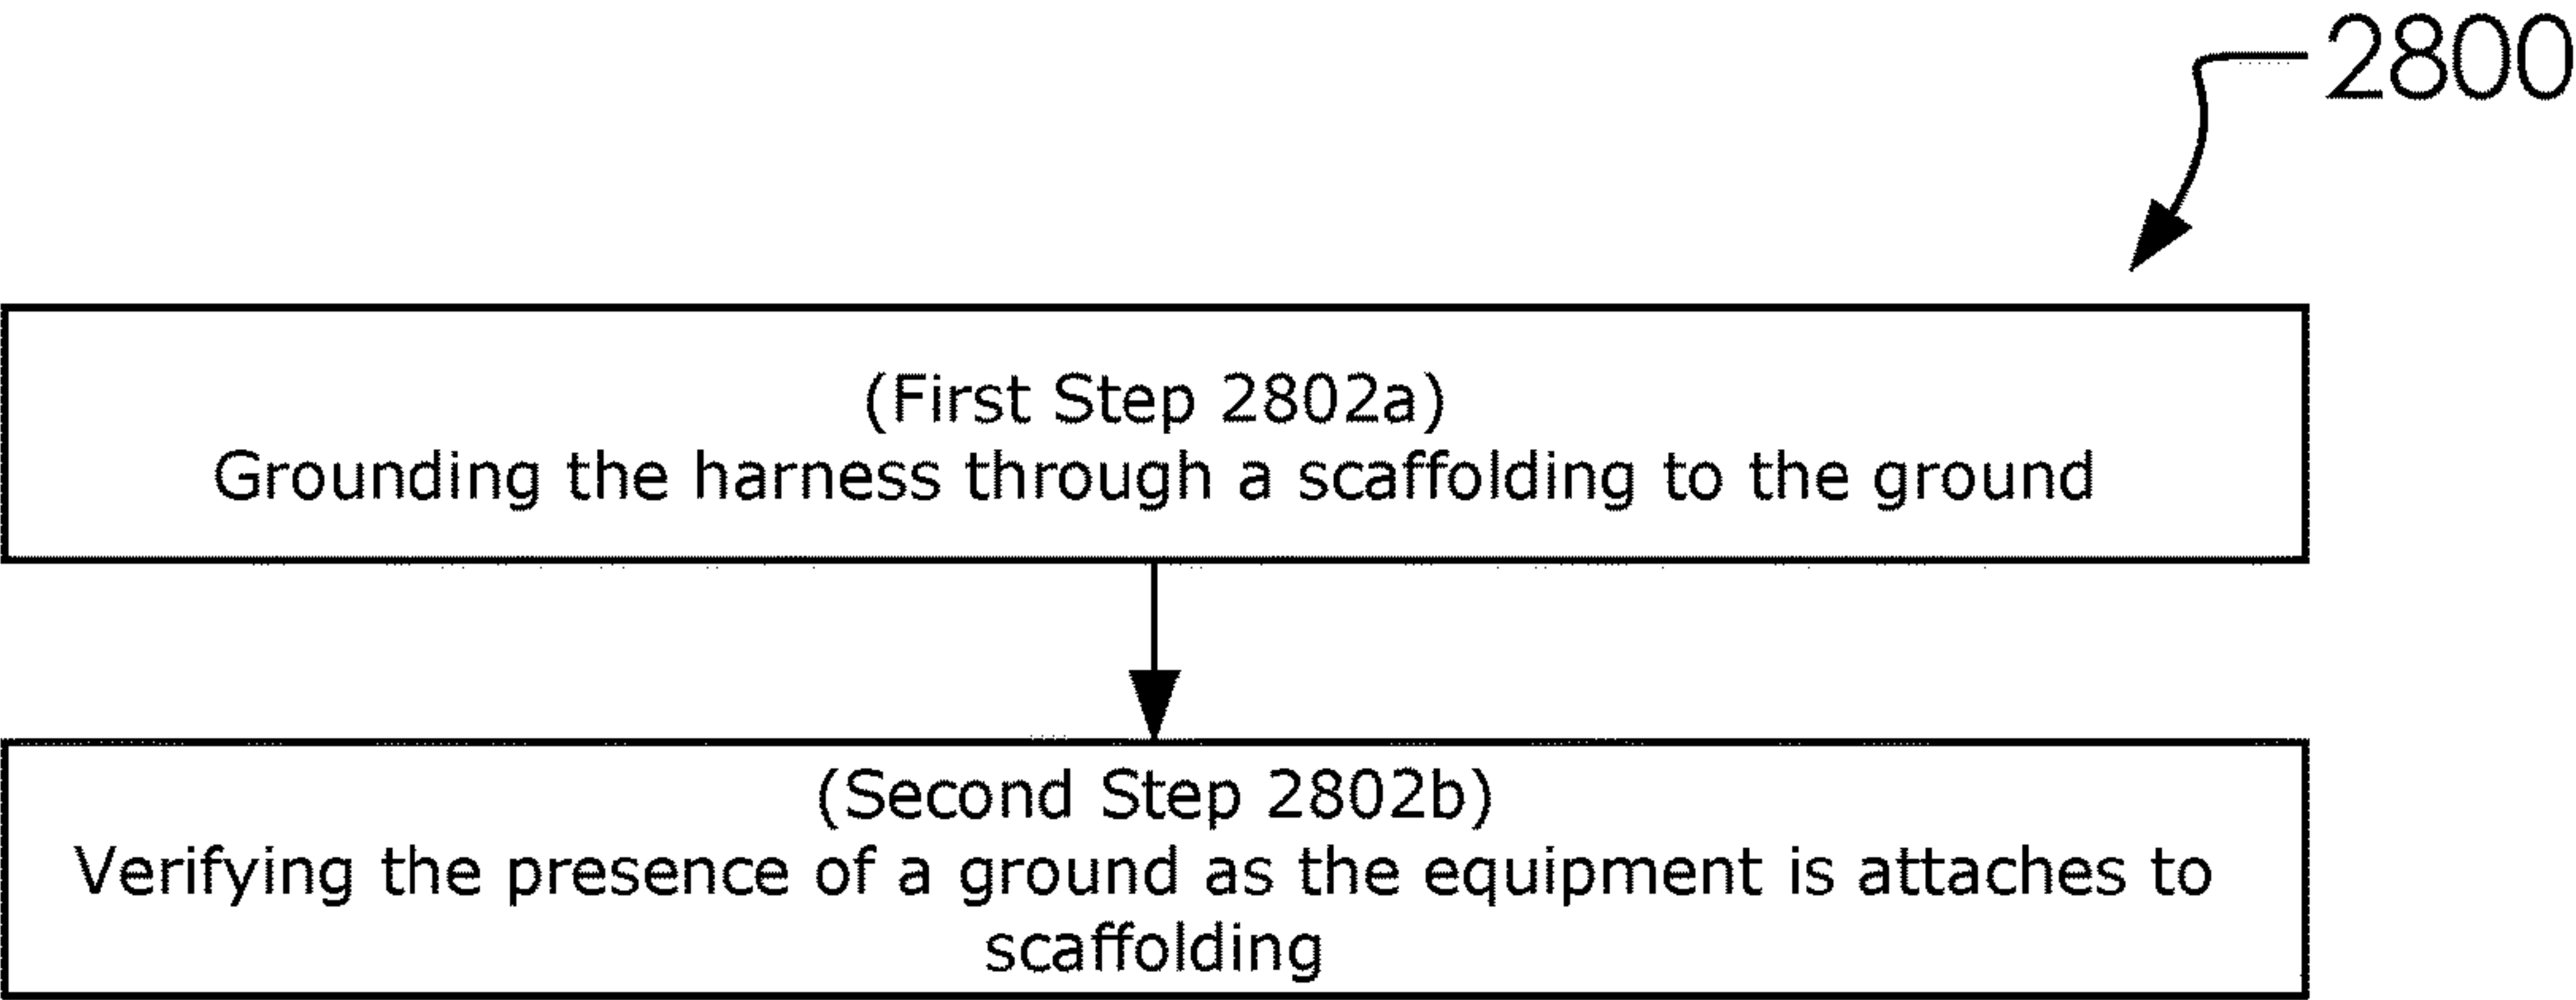 2800
(First Step 2802a)
Grounding the harness through a scaffolding to the ground
(Second Step 2802b)
Verifying the presence of a ground as the equipment is attaches to
scaffolding